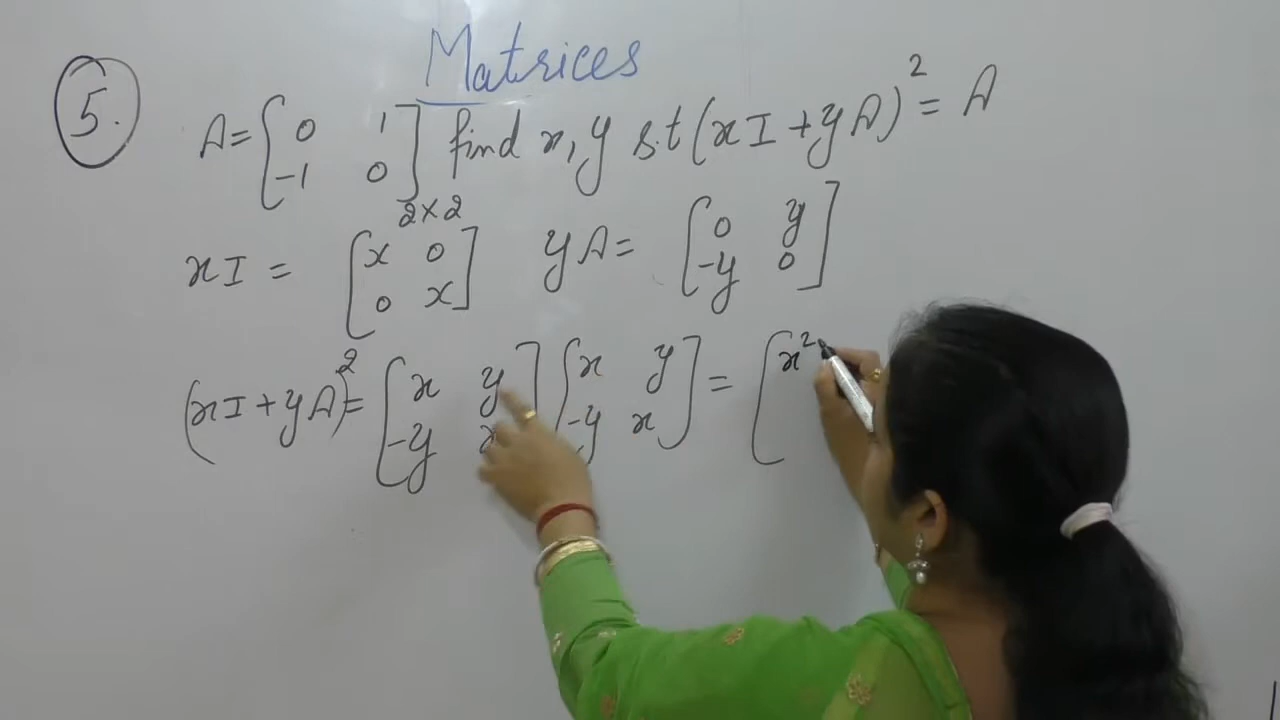 Matrices
5. A = [0 1 -1 0] 2×2 find x, y s.t (xI + yA)² = A
xI = [x 0 0 x] yA = [0 y -y 0]
(xI + yA)² = [x y -y x] [x y -y x] = [x²